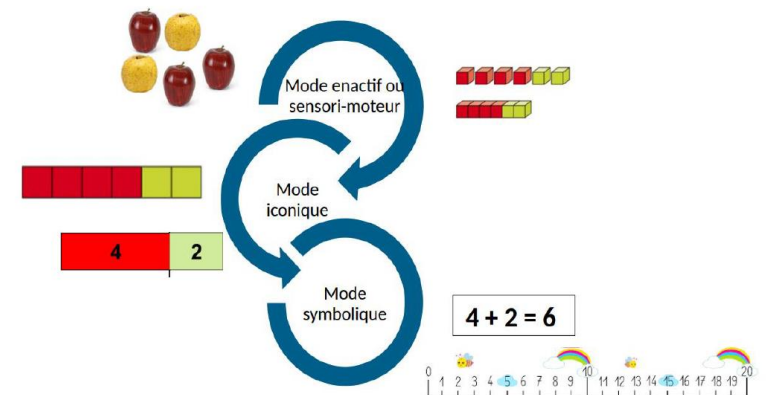 Mode enactif ou
sensori-moteur
Mode
iconique
4 2
Mode
symbolique
4 + 2 = 6
0 1 2 3 4 5 6 7 8 9 10 11 12 13 14 15 16 17 18 19 20